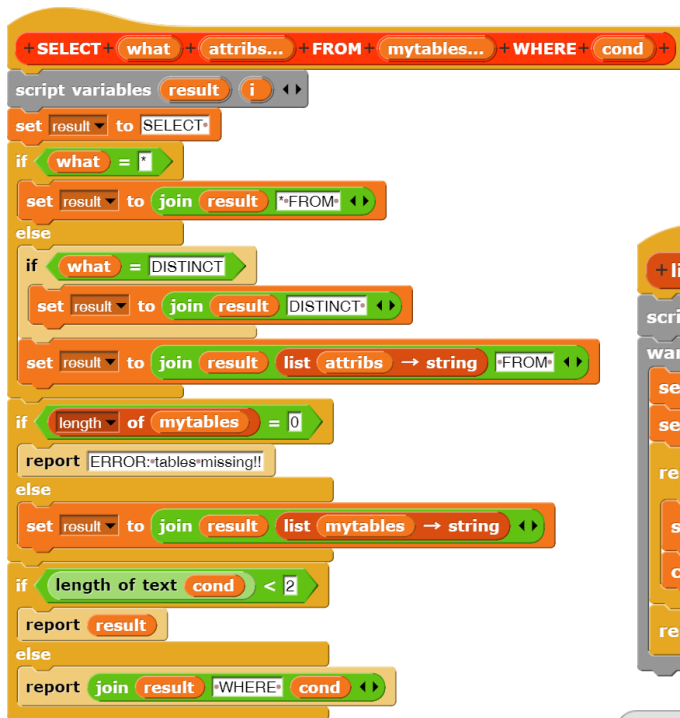 + SELECT + what + attribs... + FROM + mytables... + WHERE + cond +
script variables result i
set result to SELECT•
if what = *
set result to join result *•FROM•
else
if what = DISTINCT
set result to join result DISTINCT•
set result to join result list attribs → string •FROM•
if length of mytables = 0
report ERROR:•tables•missing!!
else
set result to join result list mytables → string
if length of text cond < 2
report result
else
report join result •WHERE• cond